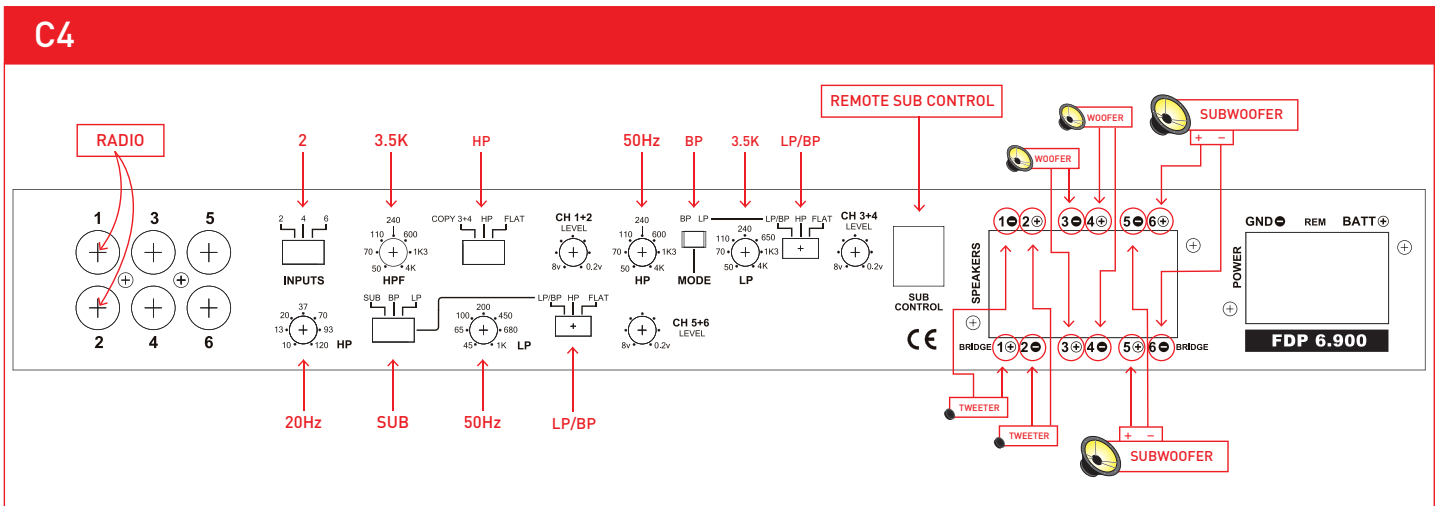 C4
RADIO
2
3.5K
HP
50Hz
BP
3.5K
LP/BP
REMOTE SUB CONTROL
WOOFER
WOOFER
SUBWOOFER
+ −
1 3 5
2 4 6
2 4 6
INPUTS
240
110 600
70 1K3
50 4K
HPF
COPY 3+4 HP FLAT
CH 1+2
LEVEL
8v 0.2v
240
110 600
70 1K3
50 4K
HP
BP LP
MODE
240
110 650
70 1K3
50 4K
LP
LP/BP HP FLAT
+
CH 3+4
LEVEL
8v 0.2v
SUB
CONTROL
CE
SPEAKERS
1⊖ 2⊕ 3⊖ 4⊕ 5⊖ 6⊕
BRIDGE 1⊕ 2⊖ 3⊕ 4⊖ 5⊕ 6⊖ BRIDGE
POWER
GND⊖ REM BATT⊕
FDP 6.900
37
20 70
13 93
10 120
HP
SUB BP LP
200
100 450
65 680
45 1K
LP
LP/BP HP FLAT
+
CH 5+6
LEVEL
8v 0.2v
20Hz
SUB
50Hz
LP/BP
TWEETER
TWEETER
+ −
SUBWOOFER